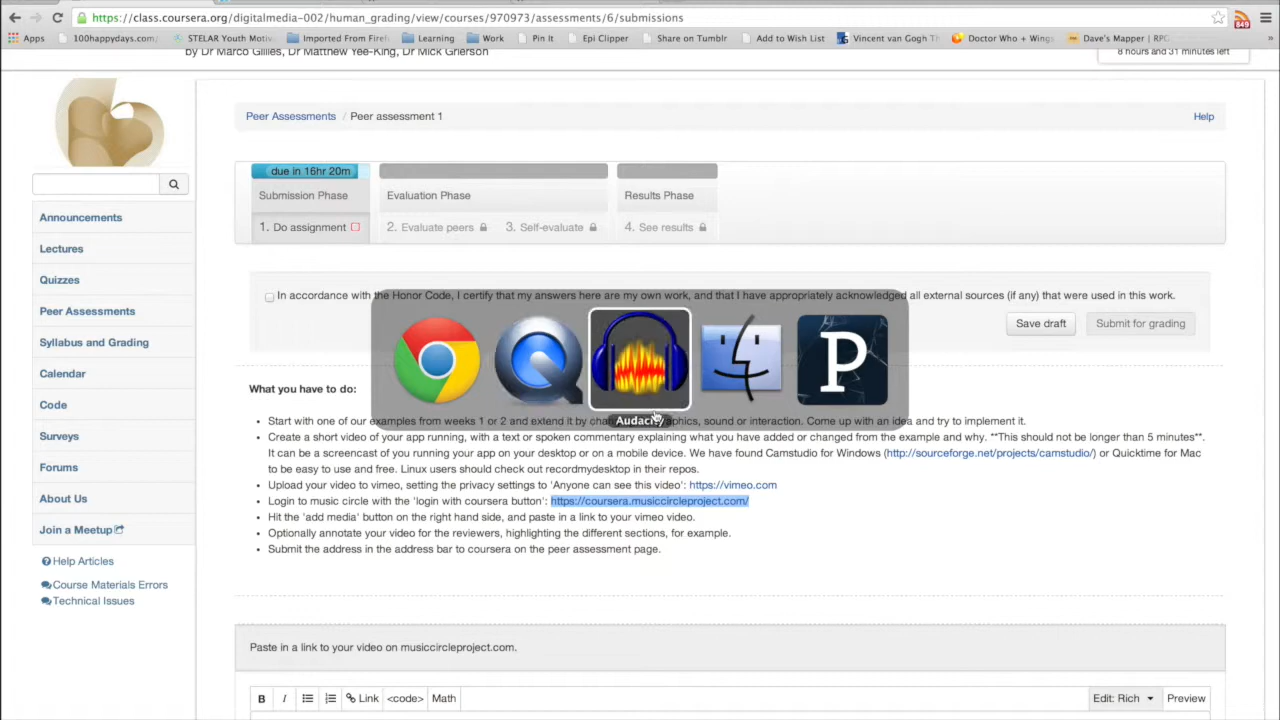 https://class.coursera.org/digitalmedia-002/human_grading/view/courses/970973/assessments/6/submissions
849
Apps 100happydays.com/ STELAR Youth Motiv Imported From Firef Learning Work Pin It Epi Clipper Share on Tumblr Add to Wish List Vincent van Gogh Th Doctor Who + Wing Dave's Mapper | RPG »
by Dr Marco Gillies, Dr Matthew Yee-King, Dr Mick Grierson
8 hours and 31 minutes left
Peer Assessments / Peer assessment 1
Help
due in 16hr 20m
Submission Phase Evaluation Phase Results Phase
1. Do assignment 2. Evaluate peers 3. Self-evaluate 4. See results
Announcements
Lectures
Quizzes
Peer Assessments
Syllabus and Grading
Calendar
Code
Surveys
Forums
About Us
Join a Meetup
Help Articles
Course Materials Errors
Technical Issues
In accordance with the Honor Code, I certify that my answers here are my own work, and that I have appropriately acknowledged all external sources (if any) that were used in this work.
Save draft Submit for grading
P
Audacity
What you have to do:
• Start with one of our examples from weeks 1 or 2 and extend it by graphics, sound or interaction. Come up with an idea and try to implement it.
• Create a short video of your app running, with a text or spoken commentary explaining what you have added or changed from the example and why. **This should not be longer than 5 minutes**.
It can be a screencast of you running your app on your desktop or on a mobile device. We have found Camstudio for Windows (http://sourceforge.net/projects/camstudio/) or Quicktime for Mac
to be easy to use and free. Linux users should check out recordmydesktop in their repos.
• Upload your video to vimeo, setting the privacy settings to 'Anyone can see this video': https://vimeo.com
• Login to music circle with the 'login with coursera button': https://coursera.musiccircleproject.com/
• Hit the 'add media' button on the right hand side, and paste in a link to your vimeo video.
• Optionally annotate your video for the reviewers, highlighting the different sections, for example.
• Submit the address in the address bar to coursera on the peer assessment page.
Paste in a link to your video on musiccircleproject.com.
B I Link <code> Math Edit: Rich Preview